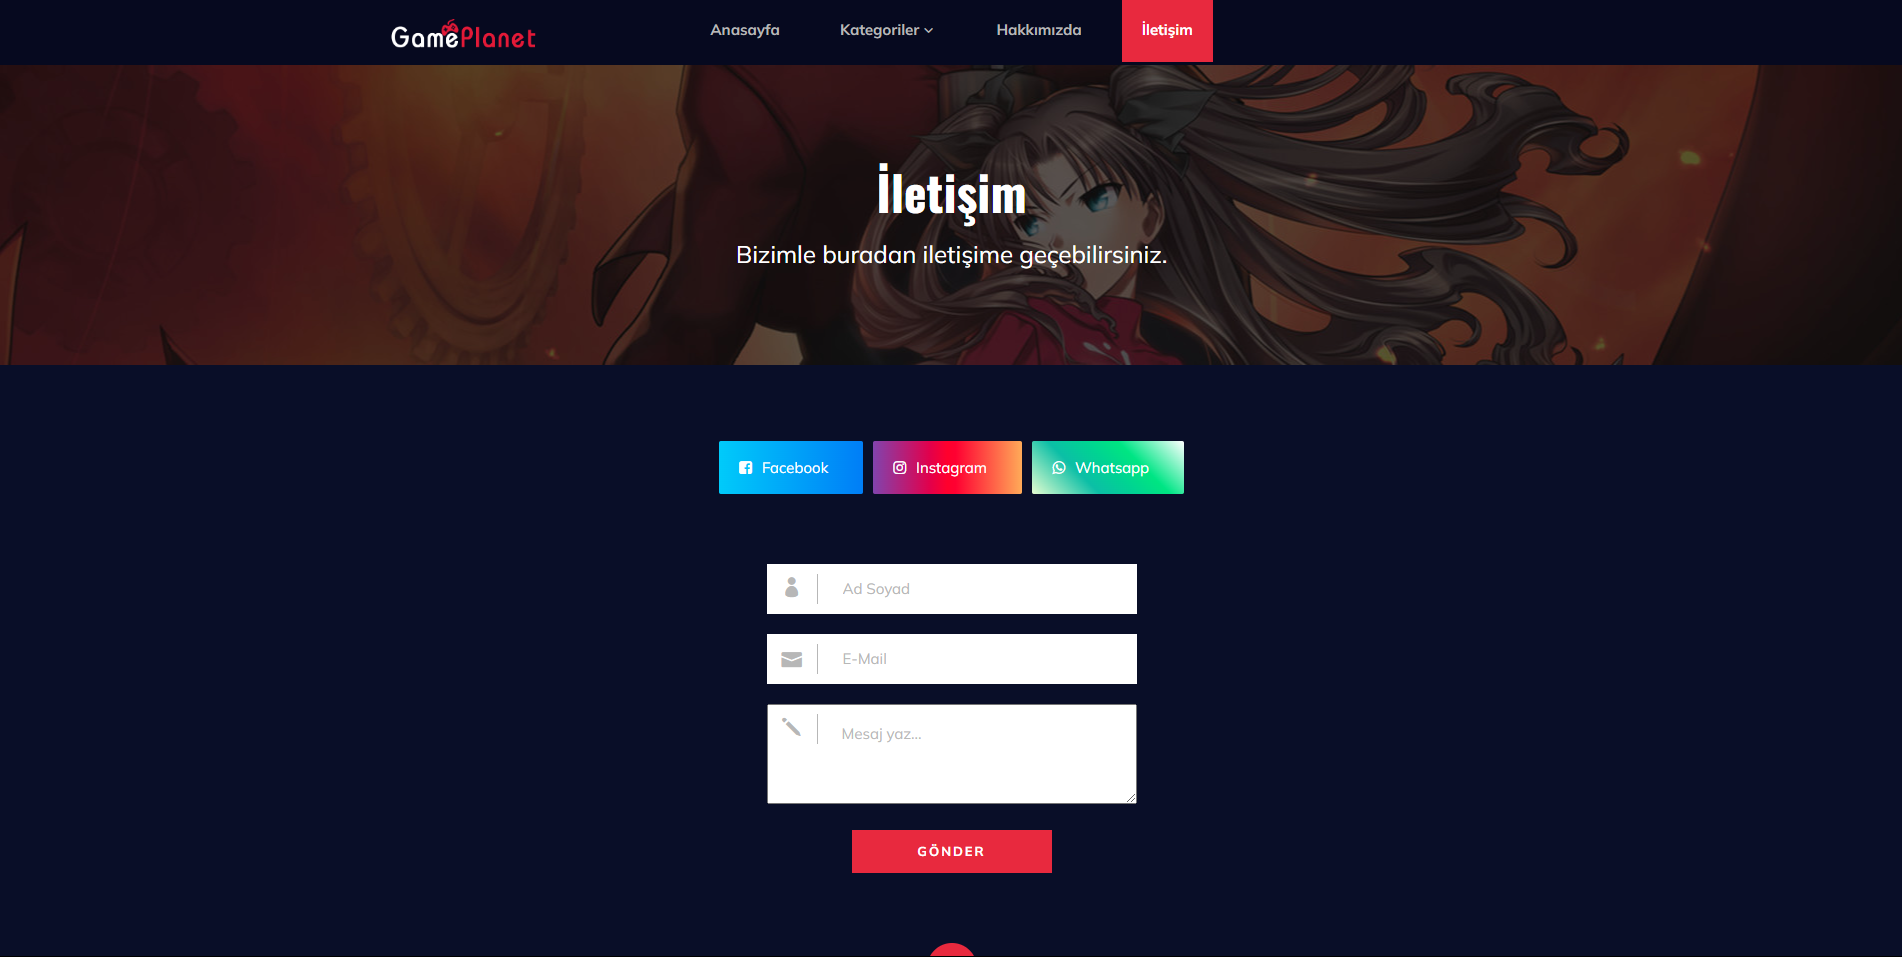 GamePlanet
Anasayfa
Kategoriler
Hakkımızda
İletişim
İletişim
Bizimle buradan iletişime geçebilirsiniz.
Facebook
Instagram
Whatsapp
Ad Soyad
E-Mail
Mesaj yaz...
GÖNDER